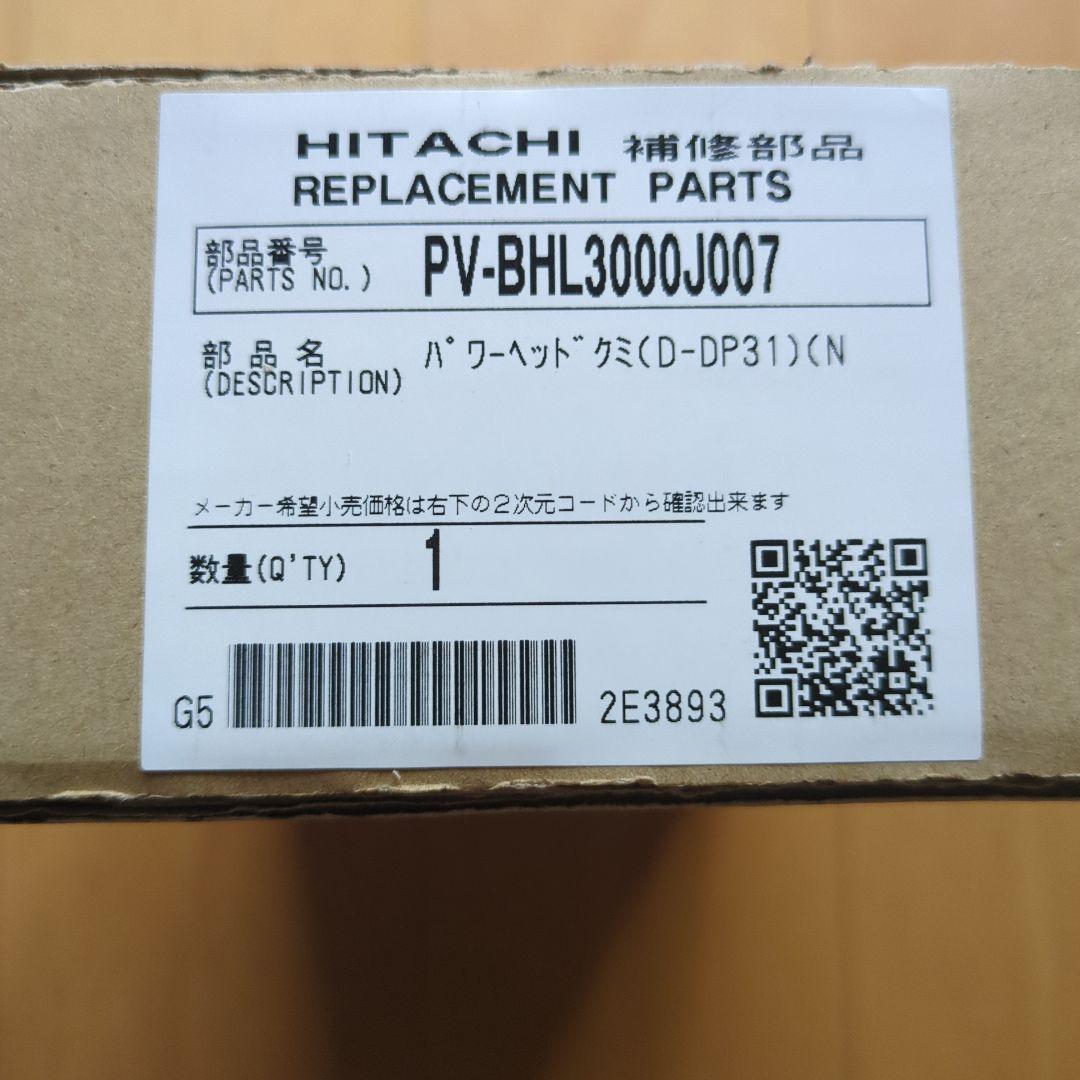 HITACHI 補修部品
REPLACEMENT PARTS
部品番号
(PARTS NO.) PV-BHL3000J007
部品名 パワーヘッドクミ(D-DP31)(N
(DESCRIPTION)
メーカー希望小売価格は右下の2次元コードから確認出来ます
数量(Q'TY) 1
G5 2E3893